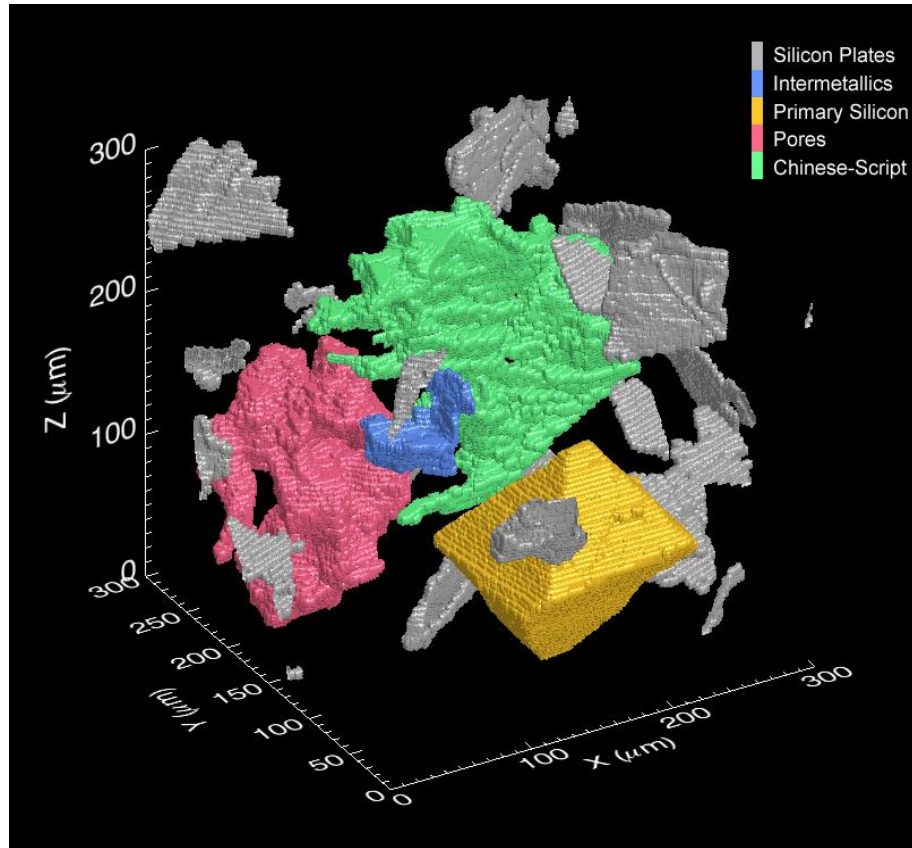 Silicon Plates
Intermetallics
Primary Silicon
Pores
Chinese-Script
300
200
100
0
Z (μm)
300
250
200
150
100
50
0
Y (μm)
0
100
200
300
X (μm)